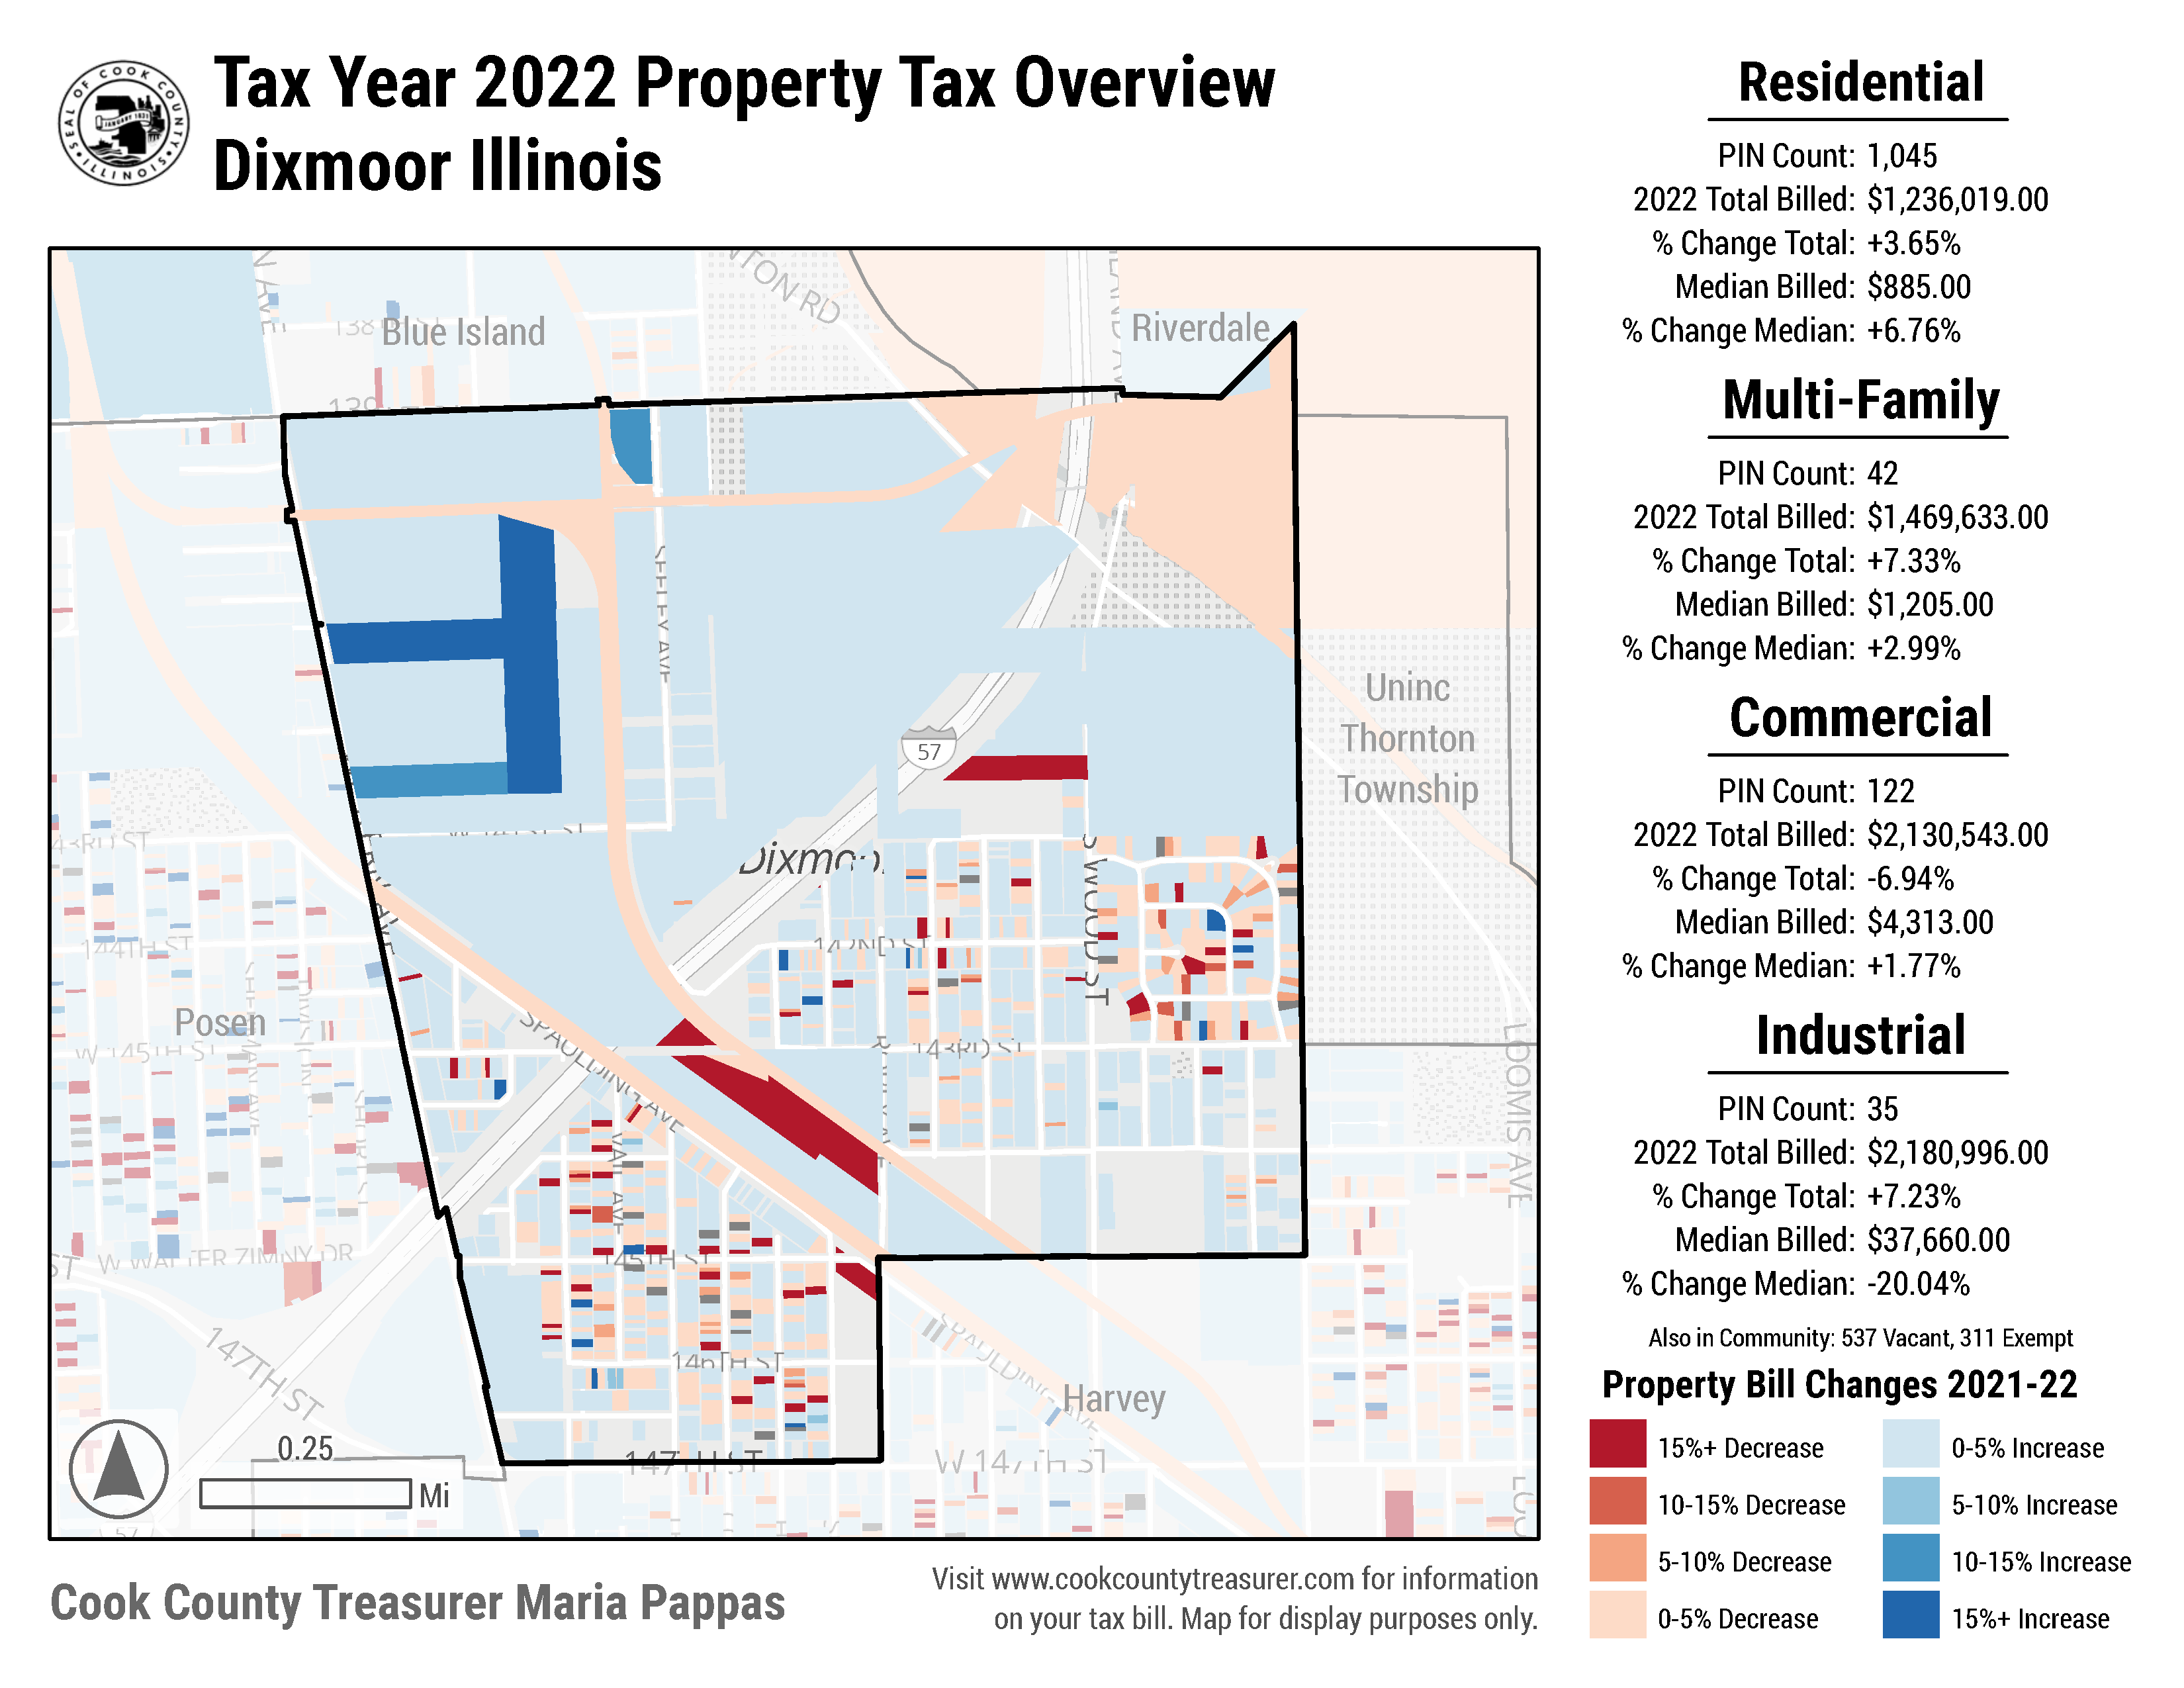 SEAL OF COOK COUNTY
ILLINOIS
JANUARY 1831
Tax Year 2022 Property Tax Overview
Dixmoor Illinois
Blue Island
Riverdale
Uninc
Thornton
Township
57
Posen
Harvey
SPAULDING AVE
144TH ST
W 145TH ST
143RD ST
S WOOD ST
145TH ST
146TH ST
147TH ST
147TH ST
W 147TH ST
W WALTER ZIMNY DR
LOOMIS AVE
0.25
Mi
Cook County Treasurer Maria Pappas
Visit www.cookcountytreasurer.com for information
on your tax bill. Map for display purposes only.
Residential
PIN Count: 1,045
2022 Total Billed: $1,236,019.00
% Change Total: +3.65%
Median Billed: $885.00
% Change Median: +6.76%
Multi-Family
PIN Count: 42
2022 Total Billed: $1,469,633.00
% Change Total: +7.33%
Median Billed: $1,205.00
% Change Median: +2.99%
Commercial
PIN Count: 122
2022 Total Billed: $2,130,543.00
% Change Total: -6.94%
Median Billed: $4,313.00
% Change Median: +1.77%
Industrial
PIN Count: 35
2022 Total Billed: $2,180,996.00
% Change Total: +7.23%
Median Billed: $37,660.00
% Change Median: -20.04%
Also in Community: 537 Vacant, 311 Exempt
Property Bill Changes 2021-22
15%+ Decrease
0-5% Increase
10-15% Decrease
5-10% Increase
5-10% Decrease
10-15% Increase
0-5% Decrease
15%+ Increase